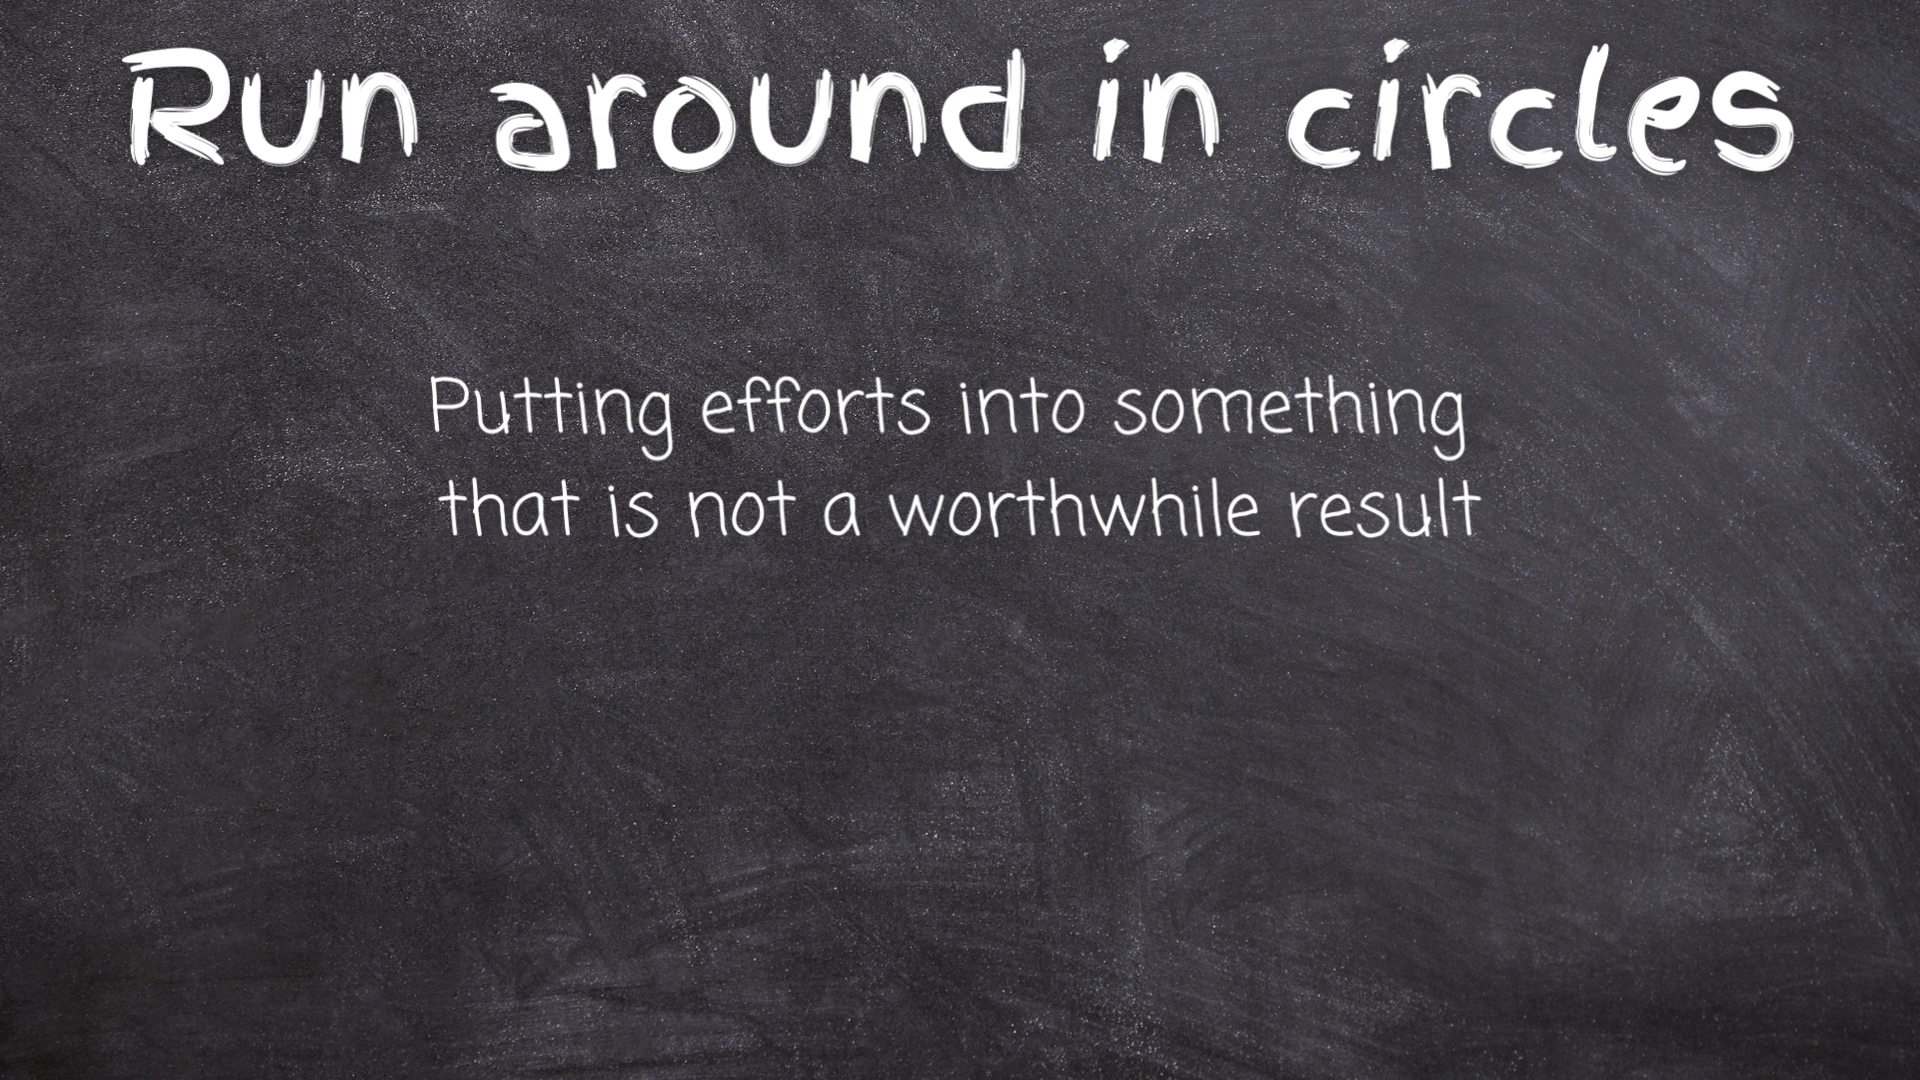 Run around in circles
Putting efforts into something
that is not a worthwhile result